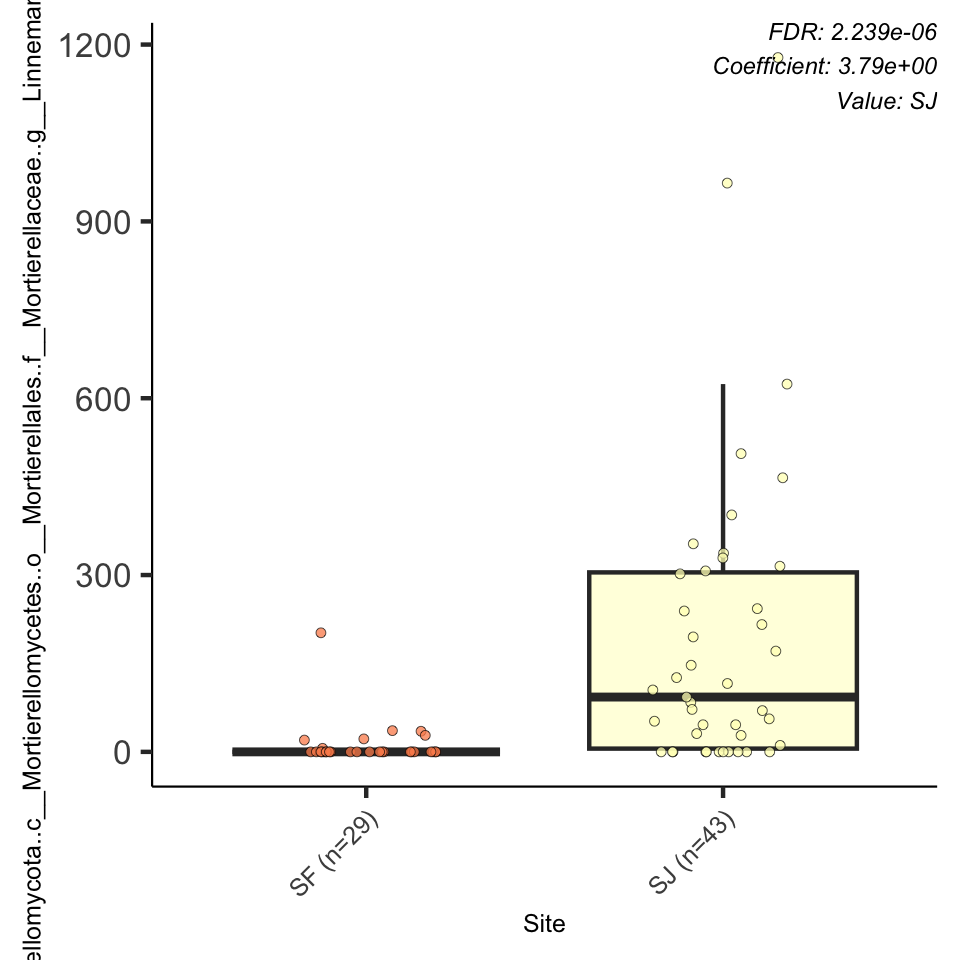 FDR: 2.239e-06
Coefficient: 3.79e+00
Value: SJ
1200
900
600
300
0
ellomycota..c__Mortierellomycetes..o__Mortierellales..f__Mortierellaceae..g__Linnemar
SF (n=29)
SJ (n=43)
Site